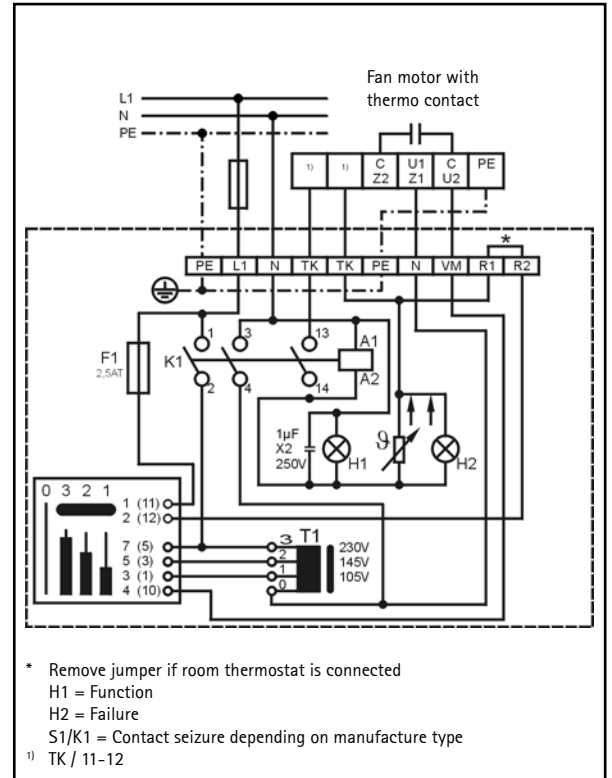 Fan motor with
thermo contact
L1
N
PE
1) 1) C Z2 U1 Z1 C U2 PE
*
PE L1 N TK TK PE N VM R1 R2
1 3 13 A1
F1
2,5AT
K1
2 4 14 A2
1µF
X2
250V
H1
ϑ
H2
0 3 2 1
1 (11)
2 (12)
7 (5)
5 (3)
3 (1)
4 (10)
T1
3
2
1
0
230V
145V
105V
* Remove jumper if room thermostat is connected
H1 = Function
H2 = Failure
S1/K1 = Contact seizure depending on manufacture type
1) TK / 11-12